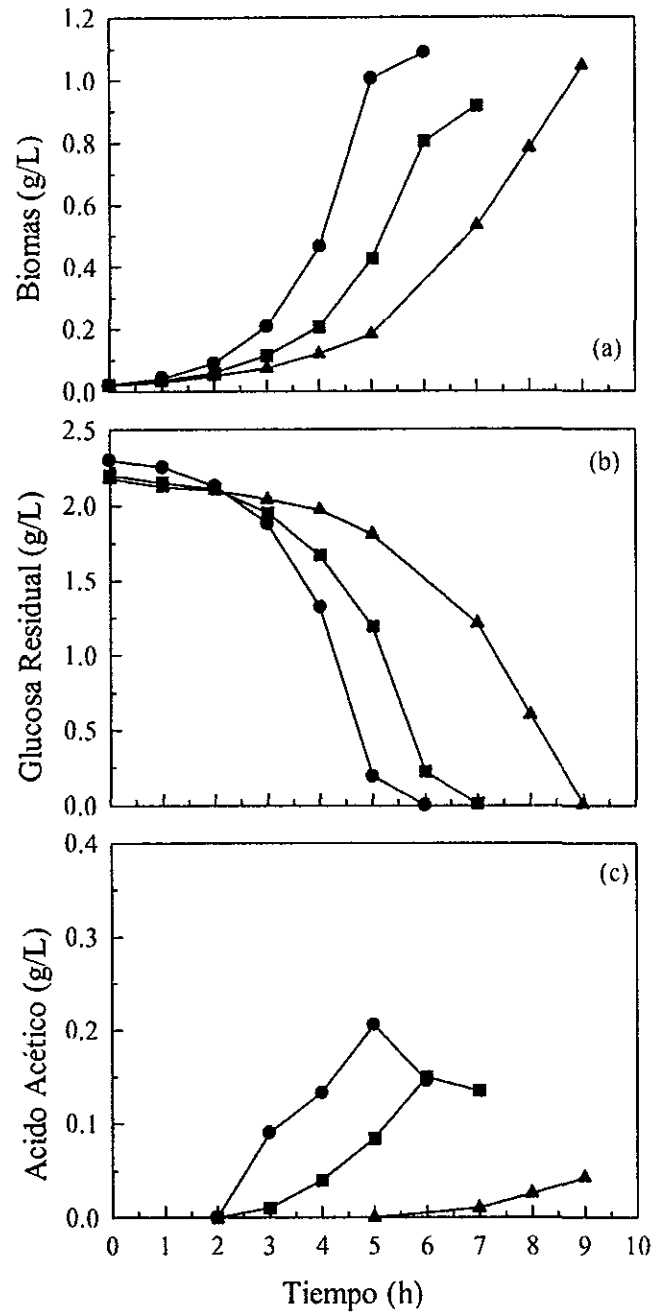 Biomas (g/L)
1.2
1.0
0.8
0.6
0.4
0.2
0.0
(a)
Glucosa Residual (g/L)
2.5
2.0
1.5
1.0
0.5
0.0
(b)
Acido Acético (g/L)
0.4
0.3
0.2
0.1
0.0
(c)
0 1 2 3 4 5 6 7 8 9 10
Tiempo (h)